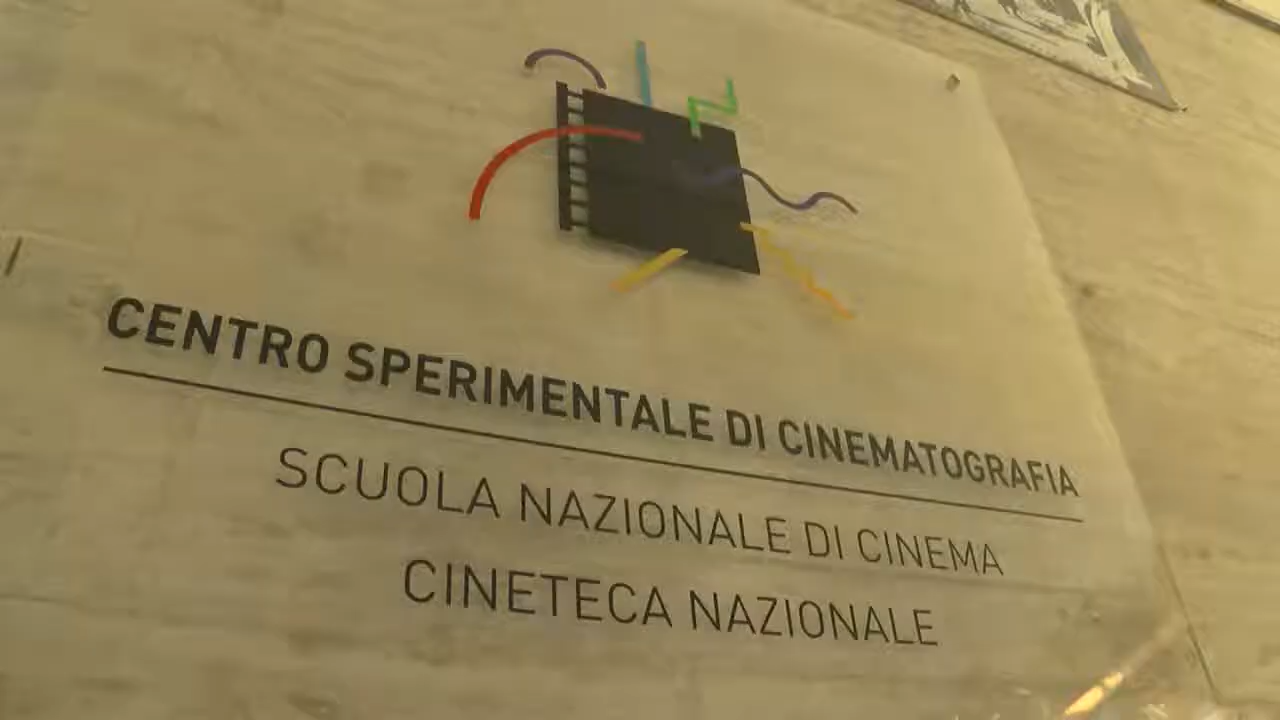 CENTRO SPERIMENTALE DI CINEMATOGRAFIA
SCUOLA NAZIONALE DI CINEMA
CINETECA NAZIONALE